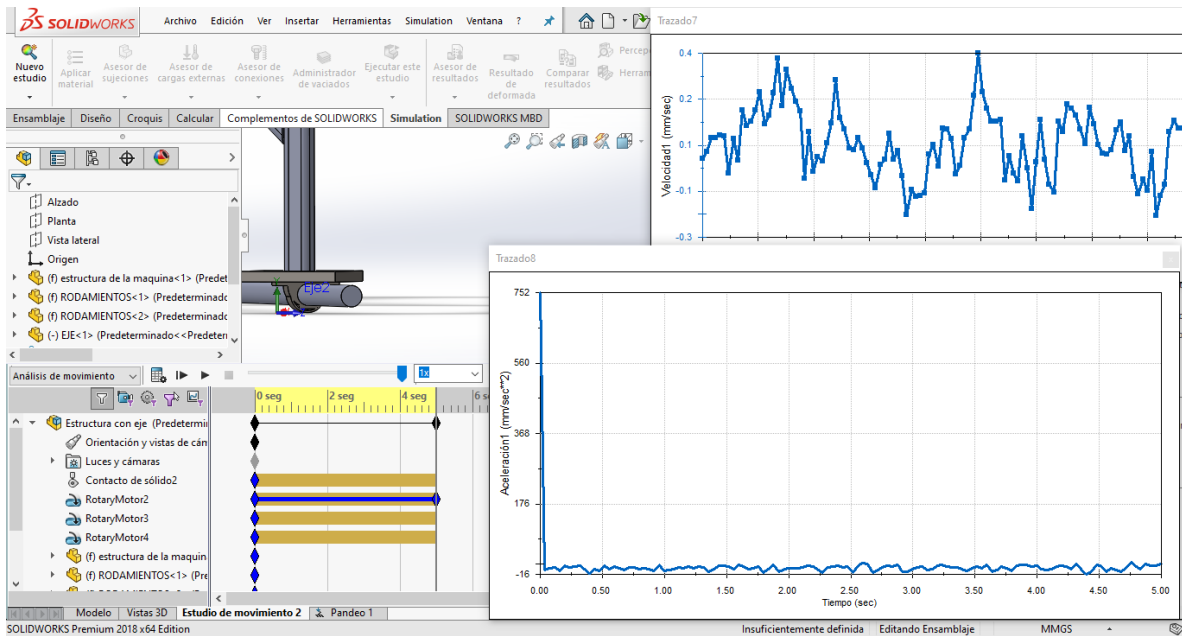 SOLIDWORKS
Archivo Edición Ver Insertar Herramientas Simulation Ventana ?
Nuevo estudio
Aplicar material
Asesor de sujeciones
Asesor de cargas externas
Asesor de conexiones
Administrador de vaciados
Ejecutar este estudio
Asesor de resultados
Resultado de deformada
Comparar resultados
Percep
Herram
Ensamblaje Diseño Croquis Calcular Complementos de SOLIDWORKS Simulation SOLIDWORKS MBD
Alzado
Planta
Vista lateral
Origen
(f) estructura de la maquina<1> (Predet
(f) RODAMIENTOS<1> (Predeterminado
(f) RODAMIENTOS<2> (Predeterminado
(-) EJE<1> (Predeterminado<<Predeter
Eje2
Trazado7
Velocidad1 (mm/sec)
0.4
0.2
0.1
-0.1
-0.3
Trazado8
Aceleración1 (mm/sec**2)
752
560
368
176
-16
0.00 0.50 1.00 1.50 2.00 2.50 3.00 3.50 4.00 4.50 5.00
Tiempo (sec)
Análisis de movimiento
1x
0 seg 2 seg 4 seg 6 s
Estructura con eje (Predetermi
Orientación y vistas de cán
Luces y cámaras
Contacto de sólido2
RotaryMotor2
RotaryMotor3
RotaryMotor4
(f) estructura de la maquin
(f) RODAMIENTOS<1> (Pre
Modelo Vistas 3D Estudio de movimiento 2 Pandeo 1
SOLIDWORKS Premium 2018 x64 Edition
Insuficientemente definida Editando Ensamblaje MMGS